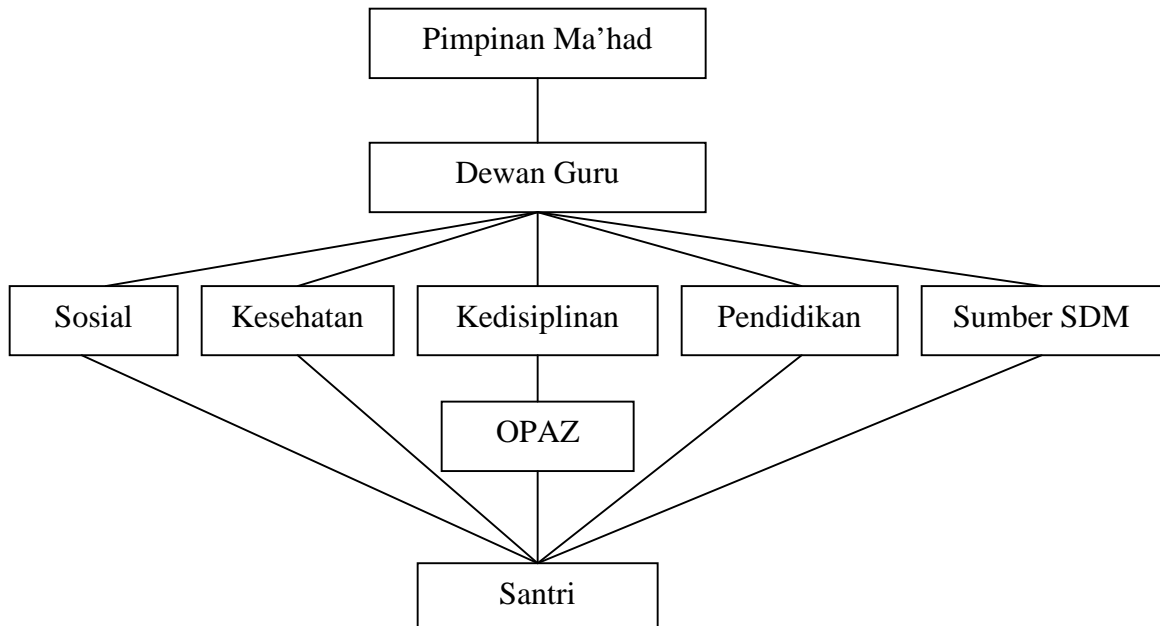 Pimpinan Ma’had
Dewan Guru
Sosial
Kesehatan
Kedisiplinan
Pendidikan
Sumber SDM
OPAZ
Santri